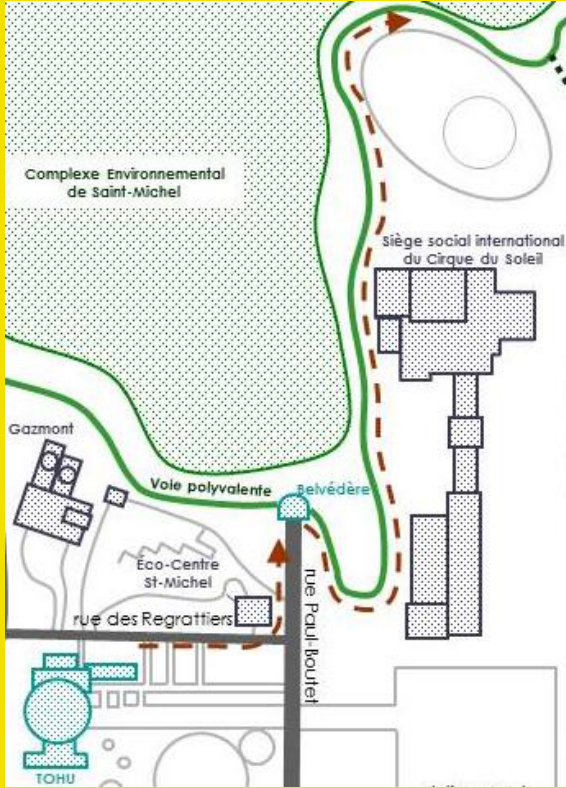 Complexe Environnemental
de Saint-Michel
Siège social international
du Cirque du Soleil
Gazmont
Voie polyvalente
Belvédère
Éco-Centre
St-Michel
rue des Regrattiers
rue Paul-Boutet
TOHU